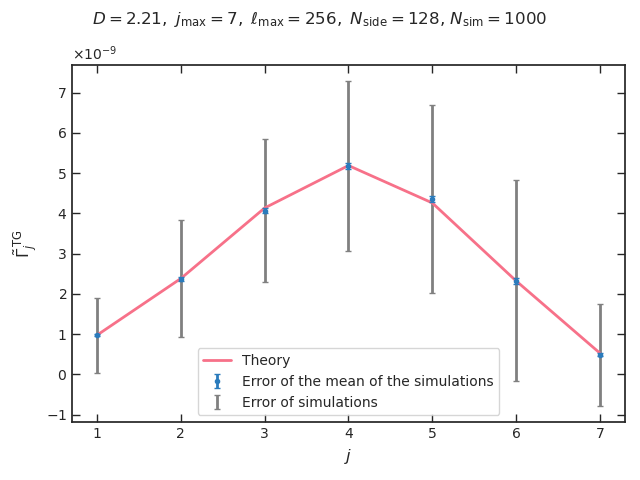 D = 2.21, j_max = 7, ℓ_max = 256, N_side = 128, N_sim = 1000
×10⁻⁹
7
6
5
4
3
2
1
0
−1
Γ̃_j^TG
Theory
Error of the mean of the simulations
Error of simulations
1 2 3 4 5 6 7
j